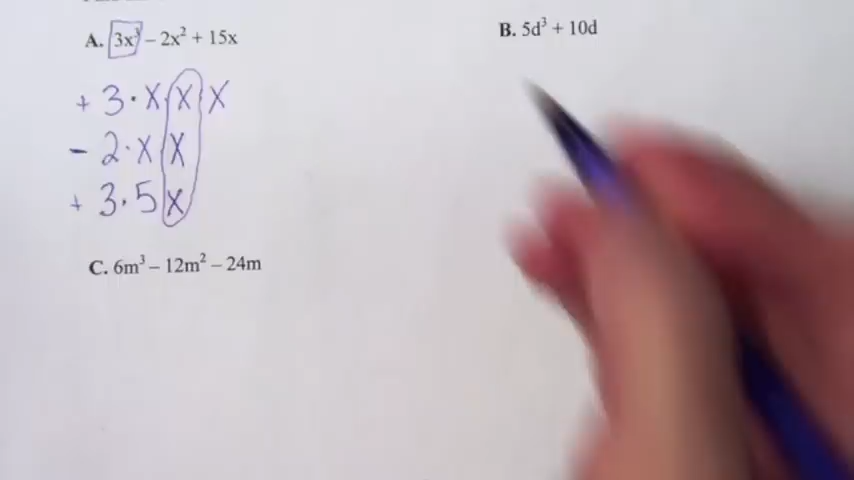 A. 3x³ – 2x² + 15x
+ 3 · x x x
- 2 · x x
+ 3 · 5 x
B. 5d³ + 10d
C. 6m³ – 12m² – 24m